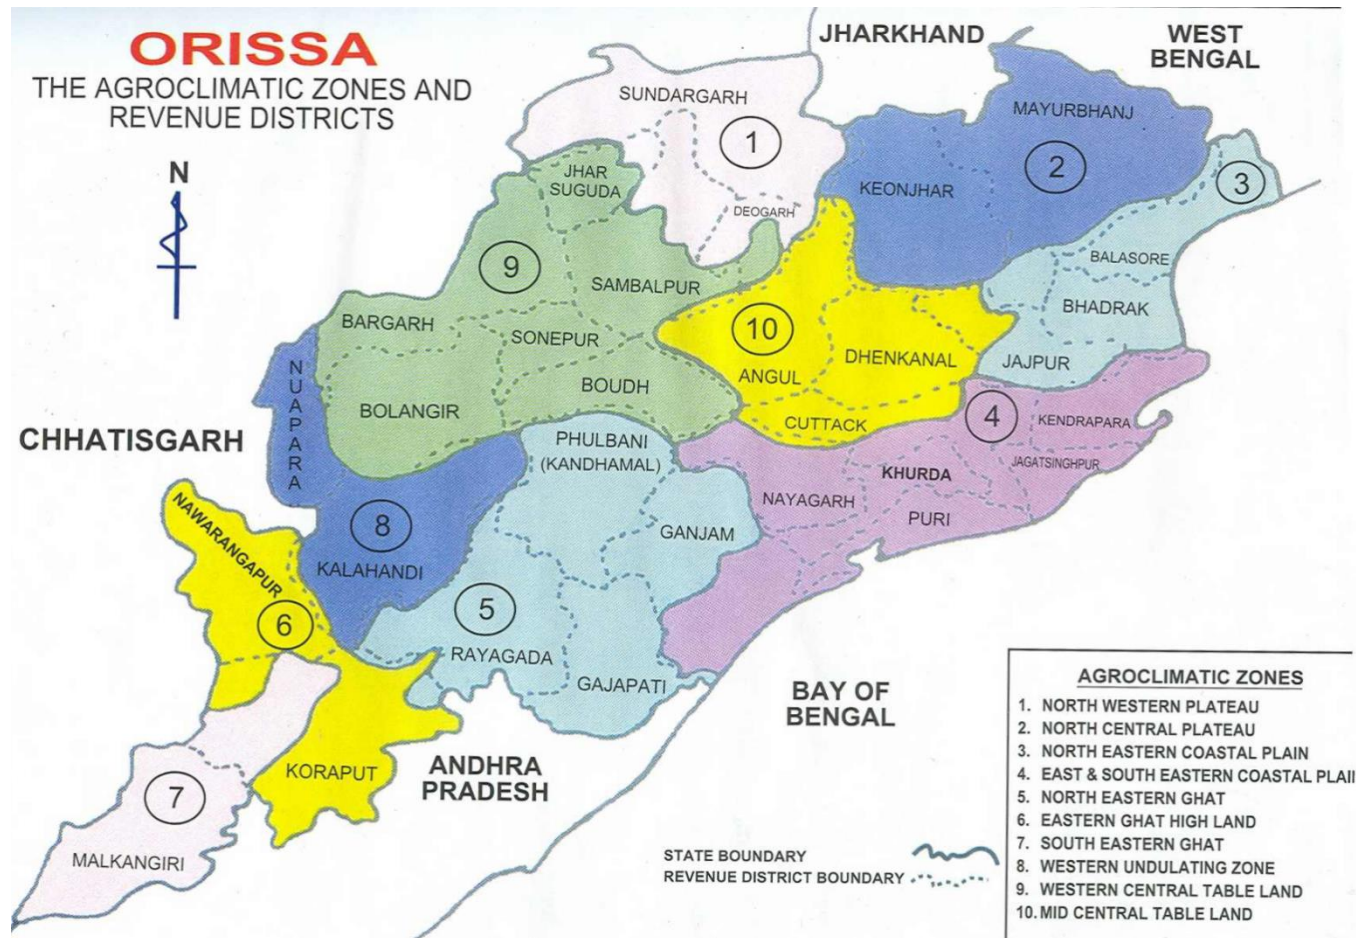 ORISSA
THE AGROCLIMATIC ZONES AND
REVENUE DISTRICTS
N
JHARKHAND
WEST
BENGAL
SUNDARGARH
1
MAYURBHANJ
2
3
JHAR
SUGUDA
KEONJHAR
DEOGARH
9
SAMBALPUR
BALASORE
BHADRAK
BARGARH
SONEPUR
10
ANGUL
DHENKANAL
JAJPUR
NUAPARA
BOLANGIR
BOUDH
CUTTACK
4
KENDRAPARA
CHHATISGARH
PHULBANI
(KANDHAMAL)
KHURDA
JAGATSINGHPUR
NAWARANGAPUR
8
NAYAGARH
PURI
GANJAM
KALAHANDI
6
5
RAYAGADA
GAJAPATI
BAY OF
BENGAL
KORAPUT
ANDHRA
PRADESH
7
MALKANGIRI
STATE BOUNDARY
REVENUE DISTRICT BOUNDARY
AGROCLIMATIC ZONES
1. NORTH WESTERN PLATEAU
2. NORTH CENTRAL PLATEAU
3. NORTH EASTERN COASTAL PLAIN
4. EAST & SOUTH EASTERN COASTAL PLAI
5. NORTH EASTERN GHAT
6. EASTERN GHAT HIGH LAND
7. SOUTH EASTERN GHAT
8. WESTERN UNDULATING ZONE
9. WESTERN CENTRAL TABLE LAND
10. MID CENTRAL TABLE LAND